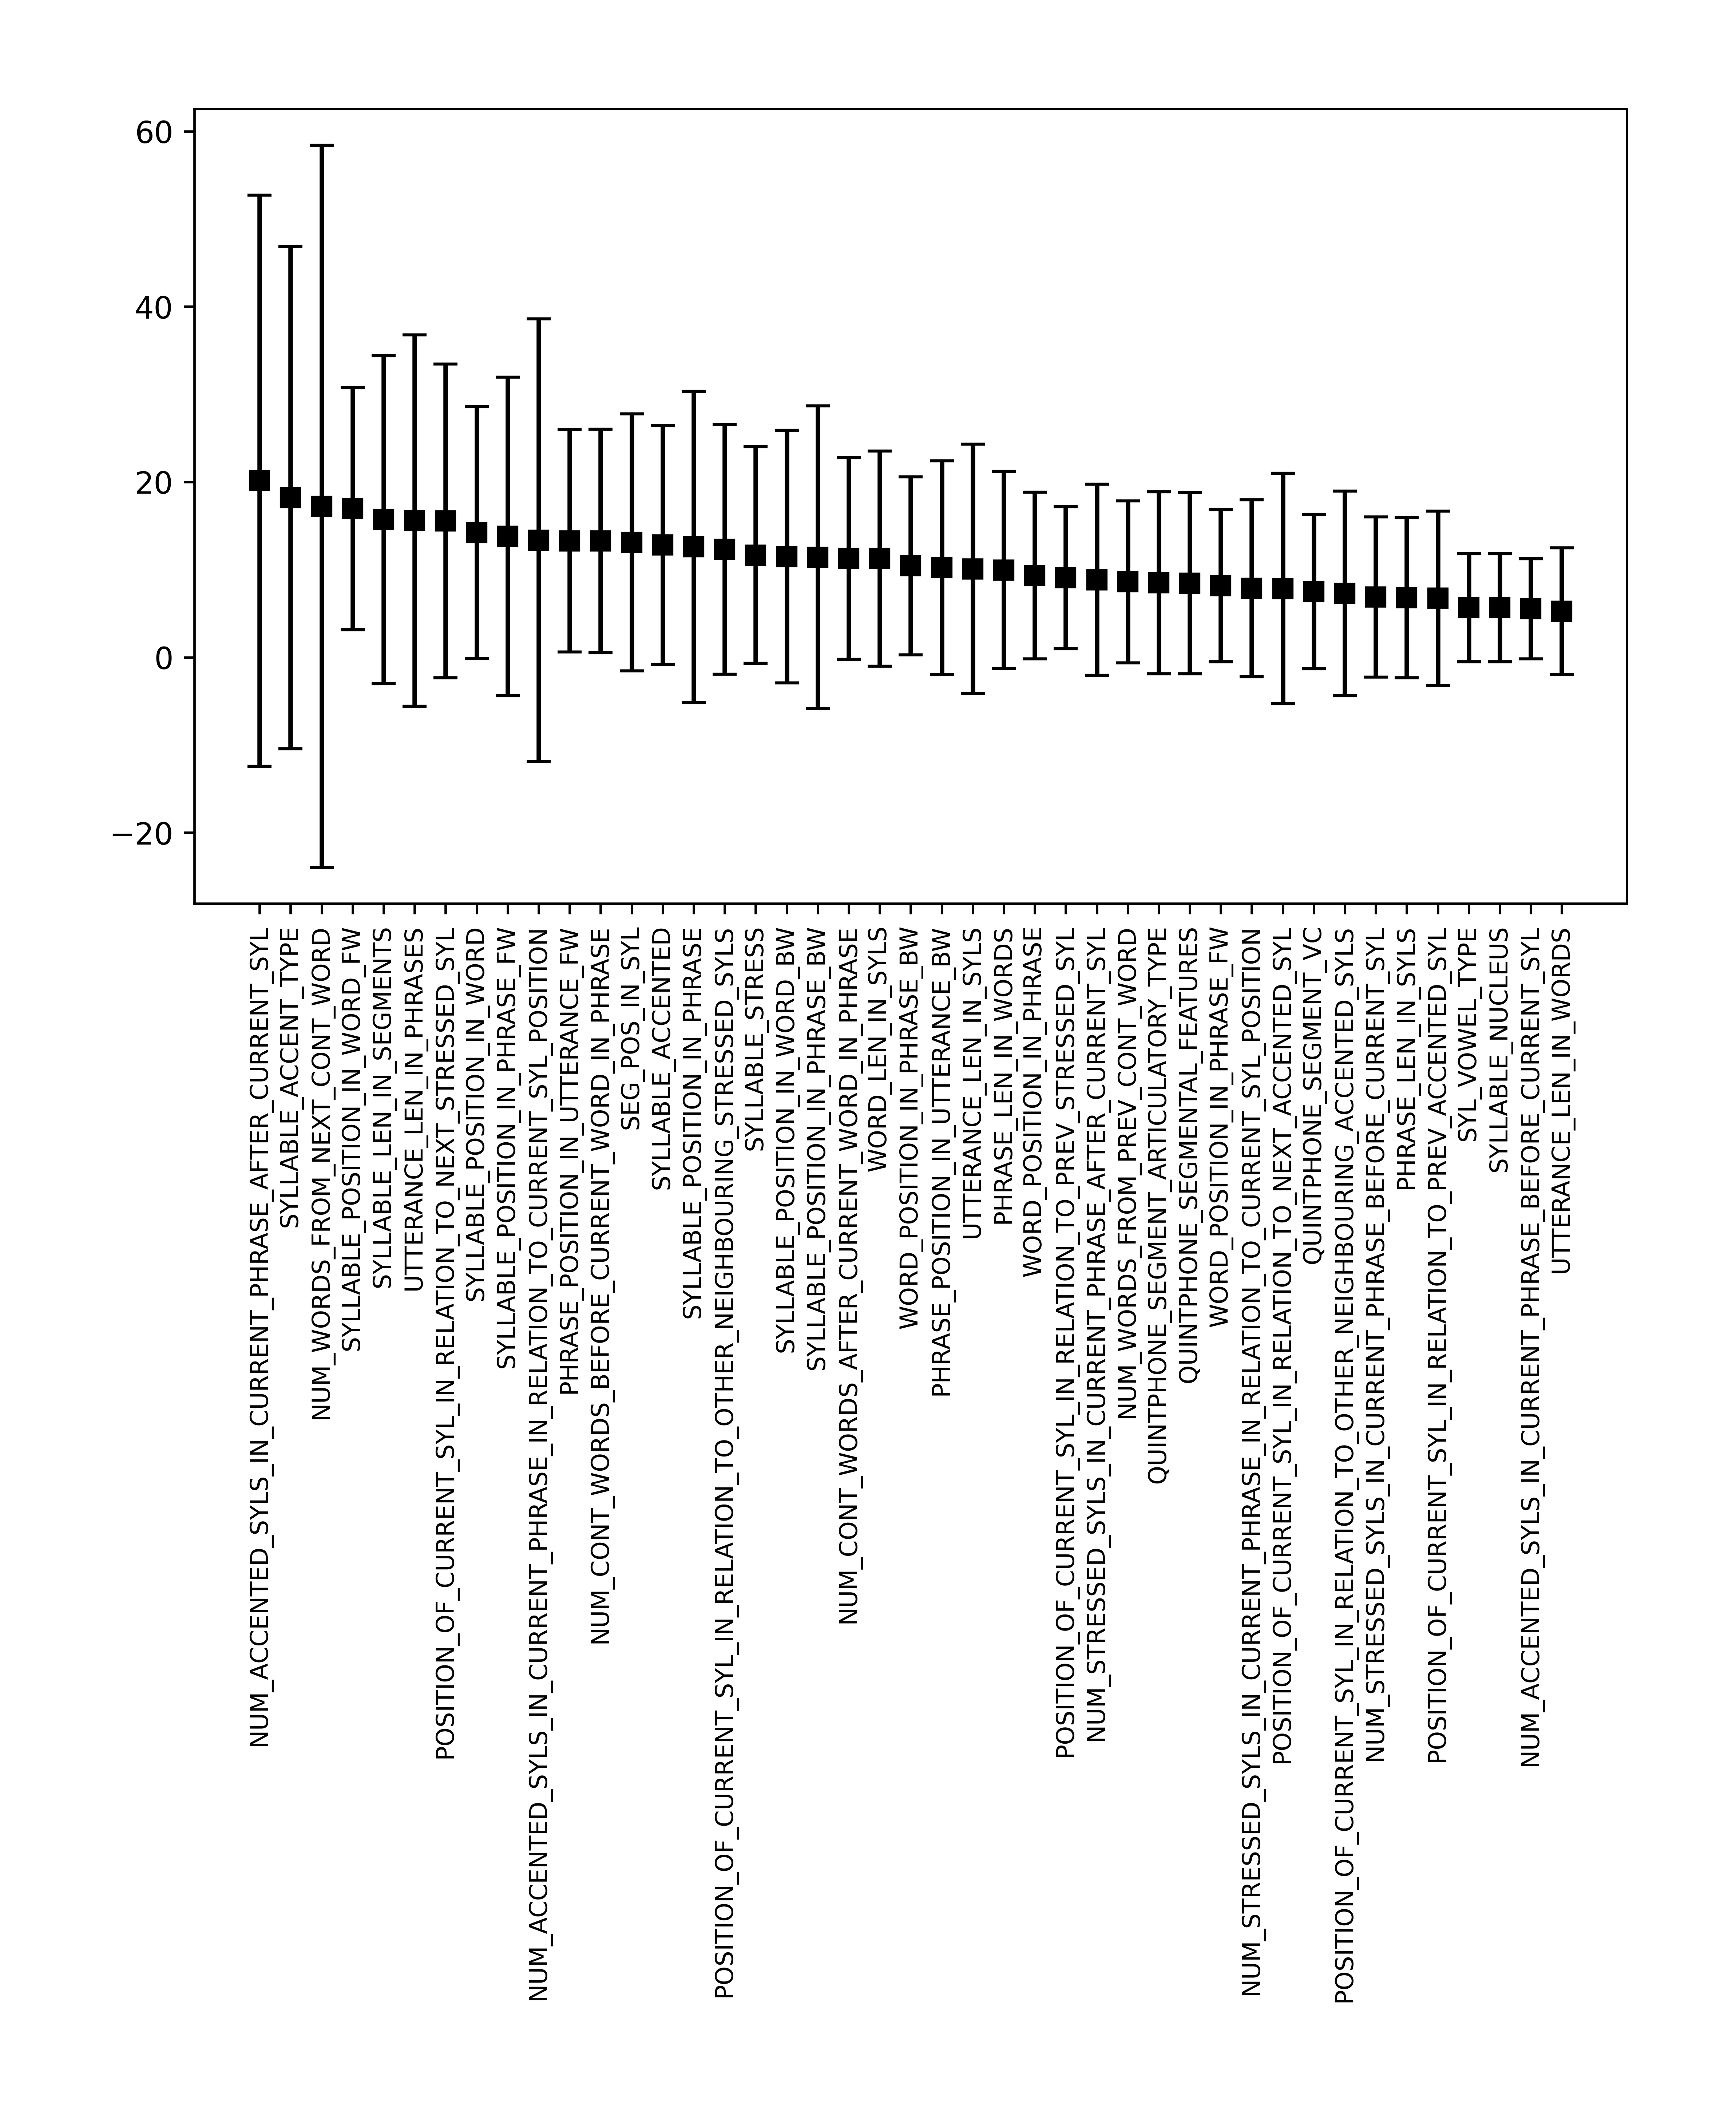 60
40
20
0
−20
NUM_ACCENTED_SYLS_IN_CURRENT_PHRASE_AFTER_CURRENT_SYL
SYLLABLE_ACCENT_TYPE
NUM_WORDS_FROM_NEXT_CONT_WORD
SYLLABLE_POSITION_IN_WORD_FW
SYLLABLE_LEN_IN_SEGMENTS
UTTERANCE_LEN_IN_PHRASES
POSITION_OF_CURRENT_SYL_IN_RELATION_TO_NEXT_STRESSED_SYL
SYLLABLE_POSITION_IN_WORD
SYLLABLE_POSITION_IN_PHRASE_FW
NUM_ACCENTED_SYLS_IN_CURRENT_PHRASE_IN_RELATION_TO_CURRENT_SYL_POSITION
PHRASE_POSITION_IN_UTTERANCE_FW
NUM_CONT_WORDS_BEFORE_CURRENT_WORD_IN_PHRASE
SEG_POS_IN_SYL
SYLLABLE_ACCENTED
SYLLABLE_POSITION_IN_PHRASE
POSITION_OF_CURRENT_SYL_IN_RELATION_TO_OTHER_NEIGHBOURING_STRESSED_SYLS
SYLLABLE_STRESS
SYLLABLE_POSITION_IN_WORD_BW
SYLLABLE_POSITION_IN_PHRASE_BW
NUM_CONT_WORDS_AFTER_CURRENT_WORD_IN_PHRASE
WORD_LEN_IN_SYLS
WORD_POSITION_IN_PHRASE_BW
PHRASE_POSITION_IN_UTTERANCE_BW
UTTERANCE_LEN_IN_SYLS
PHRASE_LEN_IN_WORDS
WORD_POSITION_IN_PHRASE
POSITION_OF_CURRENT_SYL_IN_RELATION_TO_PREV_STRESSED_SYL
NUM_STRESSED_SYLS_IN_CURRENT_PHRASE_AFTER_CURRENT_SYL
NUM_WORDS_FROM_PREV_CONT_WORD
QUINTPHONE_SEGMENT_ARTICULATORY_TYPE
QUINTPHONE_SEGMENTAL_FEATURES
WORD_POSITION_IN_PHRASE_FW
NUM_STRESSED_SYLS_IN_CURRENT_PHRASE_IN_RELATION_TO_CURRENT_SYL_POSITION
POSITION_OF_CURRENT_SYL_IN_RELATION_TO_NEXT_ACCENTED_SYL
QUINTPHONE_SEGMENT_VC
POSITION_OF_CURRENT_SYL_IN_RELATION_TO_OTHER_NEIGHBOURING_ACCENTED_SYLS
NUM_STRESSED_SYLS_IN_CURRENT_PHRASE_BEFORE_CURRENT_SYL
PHRASE_LEN_IN_SYLS
POSITION_OF_CURRENT_SYL_IN_RELATION_TO_PREV_ACCENTED_SYL
SYL_VOWEL_TYPE
SYLLABLE_NUCLEUS
NUM_ACCENTED_SYLS_IN_CURRENT_PHRASE_BEFORE_CURRENT_SYL
UTTERANCE_LEN_IN_WORDS